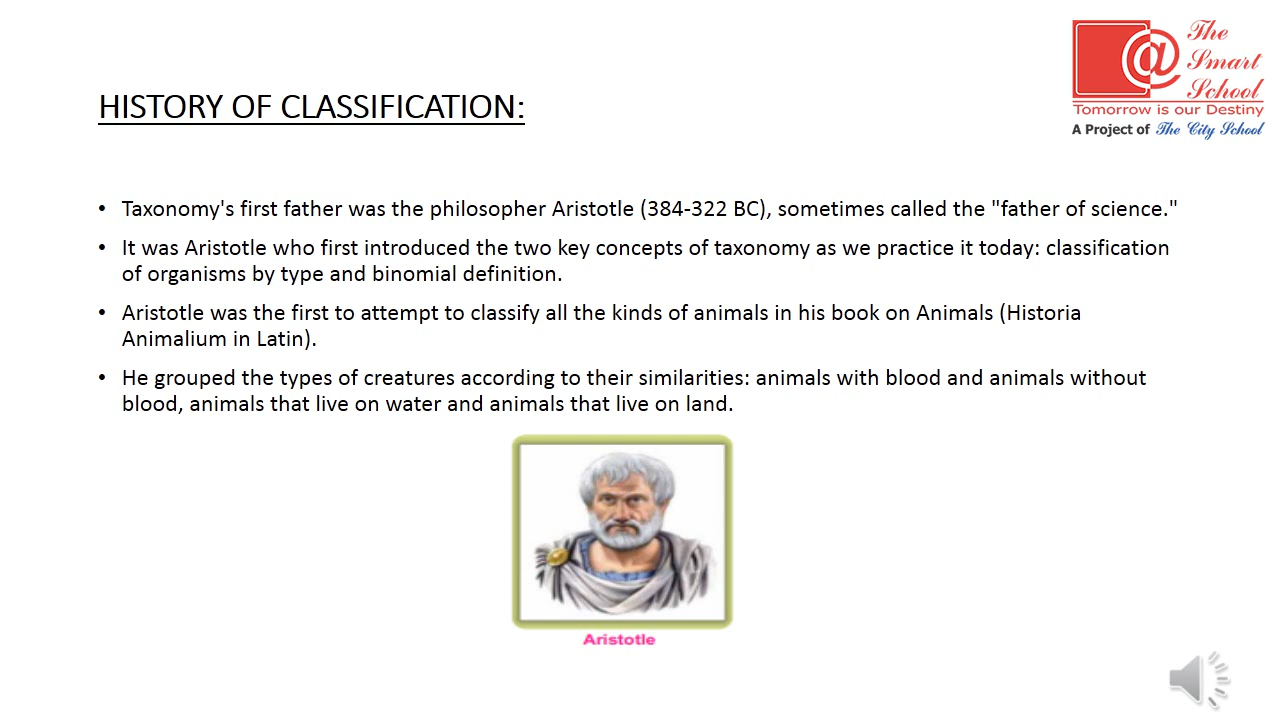 The
Smart
School
Tomorrow is our Destiny
A Project of The City School
HISTORY OF CLASSIFICATION:
• Taxonomy's first father was the philosopher Aristotle (384-322 BC), sometimes called the "father of science."
• It was Aristotle who first introduced the two key concepts of taxonomy as we practice it today: classification
of organisms by type and binomial definition.
• Aristotle was the first to attempt to classify all the kinds of animals in his book on Animals (Historia
Animalium in Latin).
• He grouped the types of creatures according to their similarities: animals with blood and animals without
blood, animals that live on water and animals that live on land.
Aristotle